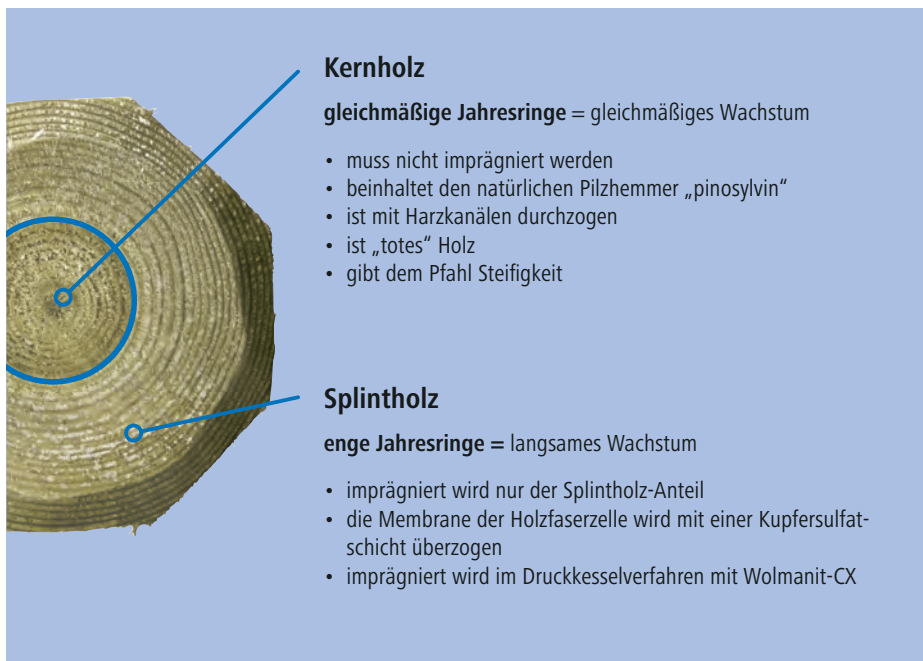 Kernholz
gleichmäßige Jahresringe = gleichmäßiges Wachstum
• muss nicht imprägniert werden
• beinhaltet den natürlichen Pilzhemmer „pinosylvin“
• ist mit Harzkanälen durchzogen
• ist „totes“ Holz
• gibt dem Pfahl Steifigkeit
Splintholz
enge Jahresringe = langsames Wachstum
• imprägniert wird nur der Splintholz-Anteil
• die Membrane der Holzfaserzelle wird mit einer Kupfersulfat-
schicht überzogen
• imprägniert wird im Druckkesselverfahren mit Wolmanit-CX